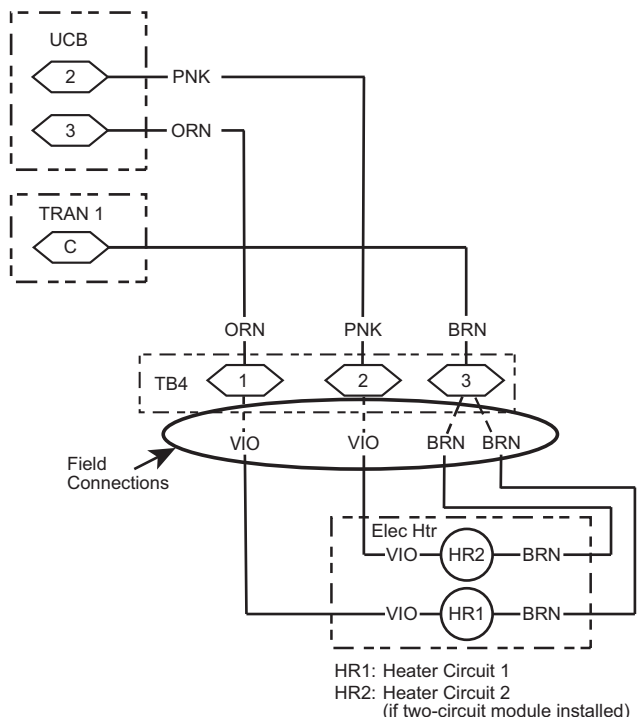 UCB
2 PNK
3 ORN
TRAN 1
C
ORN PNK BRN
TB4 1 2 3
VIO VIO BRN BRN
Field
Connections
Elec Htr
VIO HR2 BRN
VIO HR1 BRN
HR1: Heater Circuit 1
HR2: Heater Circuit 2
(if two-circuit module installed)